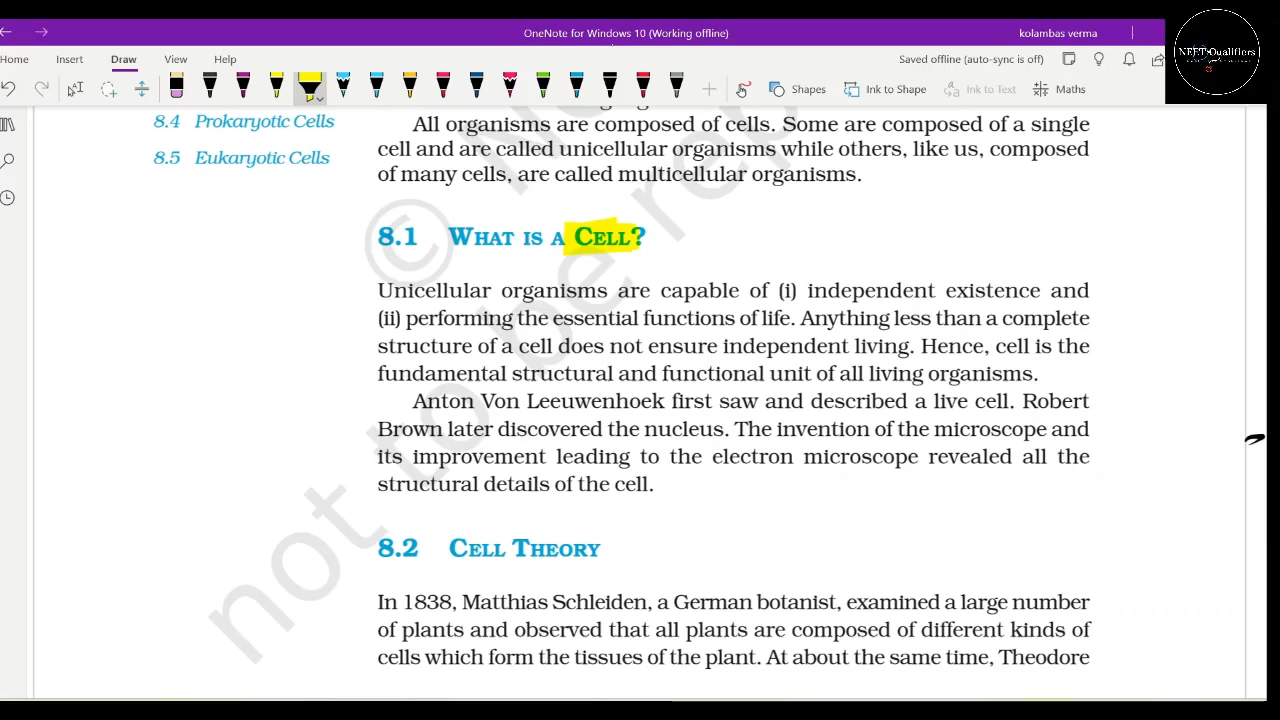 OneNote for Windows 10 (Working offline)
kolambas verma
NEET Qualifiers
Home Insert Draw View Help
Saved offline (auto-sync is off)
Shapes Ink to Shape Ink to Text Maths
8.4 Prokaryotic Cells
8.5 Eukaryotic Cells
All organisms are composed of cells. Some are composed of a single
cell and are called unicellular organisms while others, like us, composed
of many cells, are called multicellular organisms.
8.1 WHAT IS A CELL?
Unicellular organisms are capable of (i) independent existence and
(ii) performing the essential functions of life. Anything less than a complete
structure of a cell does not ensure independent living. Hence, cell is the
fundamental structural and functional unit of all living organisms.
Anton Von Leeuwenhoek first saw and described a live cell. Robert
Brown later discovered the nucleus. The invention of the microscope and
its improvement leading to the electron microscope revealed all the
structural details of the cell.
8.2 CELL THEORY
In 1838, Matthias Schleiden, a German botanist, examined a large number
of plants and observed that all plants are composed of different kinds of
cells which form the tissues of the plant. At about the same time, Theodore
not to be rep